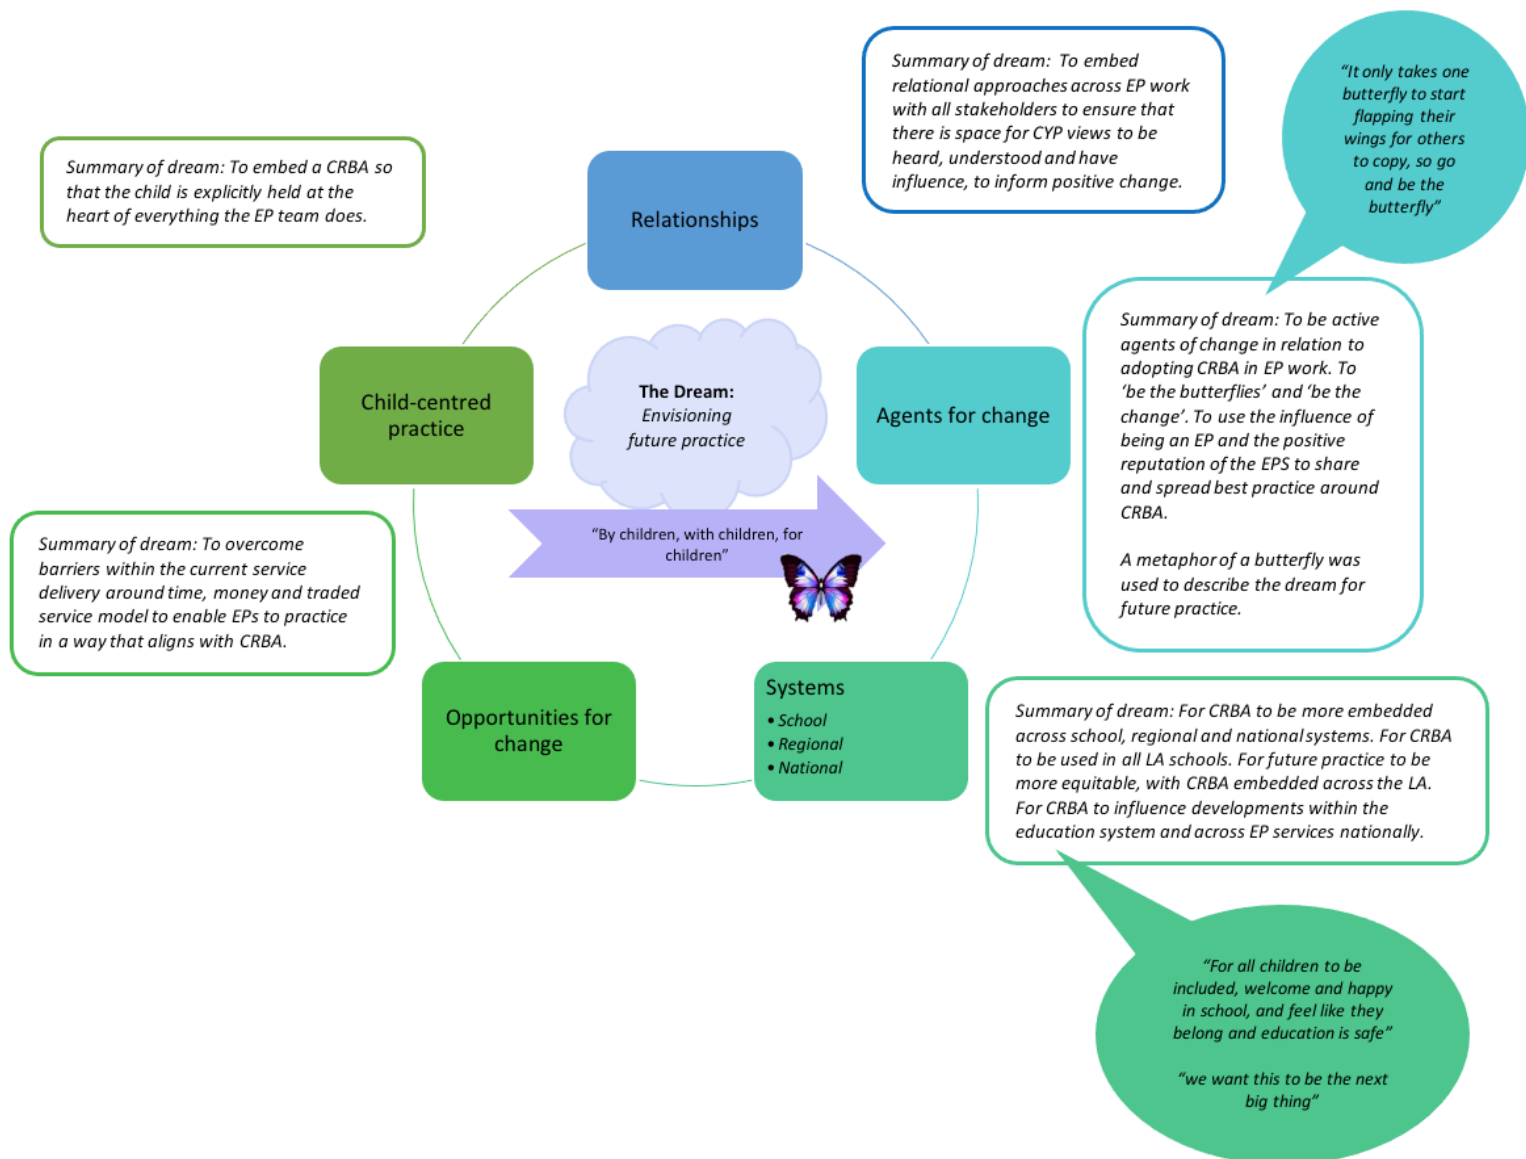 Summary of dream: To embed
relational approaches across EP work
with all stakeholders to ensure that
there is space for CYP views to be
heard, understood and have
influence, to inform positive change.
“It only takes one
butterfly to start
flapping their
wings for others
to copy, so go
and be the
butterfly”
Summary of dream: To embed a CRBA so
that the child is explicitly held at the
heart of everything the EP team does.
Relationships
Child-centred
practice
The Dream:
Envisioning
future practice
Agents for change
Summary of dream: To be active
agents of change in relation to
adopting CRBA in EP work. To
‘be the butterflies’ and ‘be the
change’. To use the influence of
being an EP and the positive
reputation of the EPS to share
and spread best practice around
CRBA.
A metaphor of a butterfly was
used to describe the dream for
future practice.
“By children, with children, for
children”
Summary of dream: To overcome
barriers within the current service
delivery around time, money and traded
service model to enable EPs to practice
in a way that aligns with CRBA.
Opportunities for
change
Systems
• School
• Regional
• National
Summary of dream: For CRBA to be more embedded
across school, regional and national systems. For CRBA
to be used in all LA schools. For future practice to be
more equitable, with CRBA embedded across the LA.
For CRBA to influence developments within the
education system and across EP services nationally.
“For all children to be
included, welcome and happy
in school, and feel like they
belong and education is safe”
“we want this to be the next
big thing”